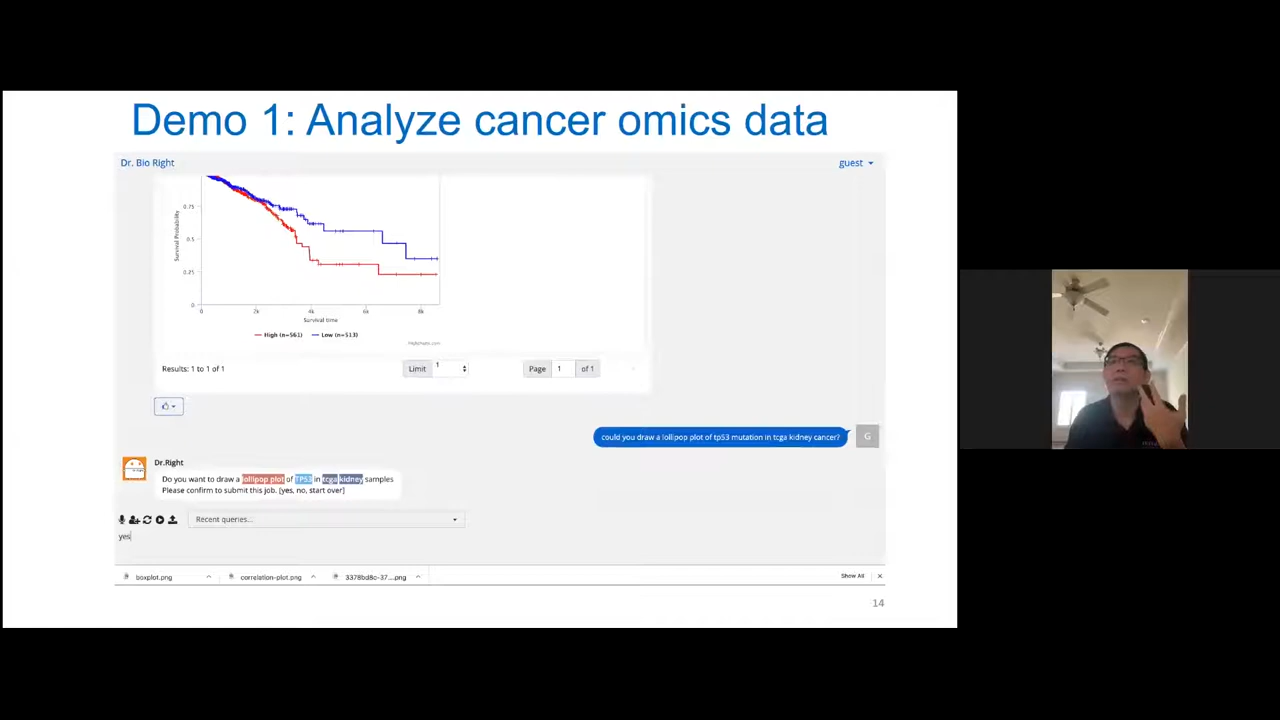 Demo 1: Analyze cancer omics data
Dr. Bio Right
guest
0.75
0.5
0.25
0
Survival Probability
0 2k 4k 6k 8k
Survival time
High (n=561) Low (n=513)
Results: 1 to 1 of 1
Limit 1
Page 1 of 1
could you draw a lollipop plot of tp53 mutation in tcga kidney cancer?
G
Dr.Right
Do you want to draw a lollipop plot of TP53 in tcga kidney samples
Please confirm to submit this job. [yes, no, start over]
Recent queries...
yes
boxplot.png
correlation-plot.png
3378bd8c-37....png
Show All
14